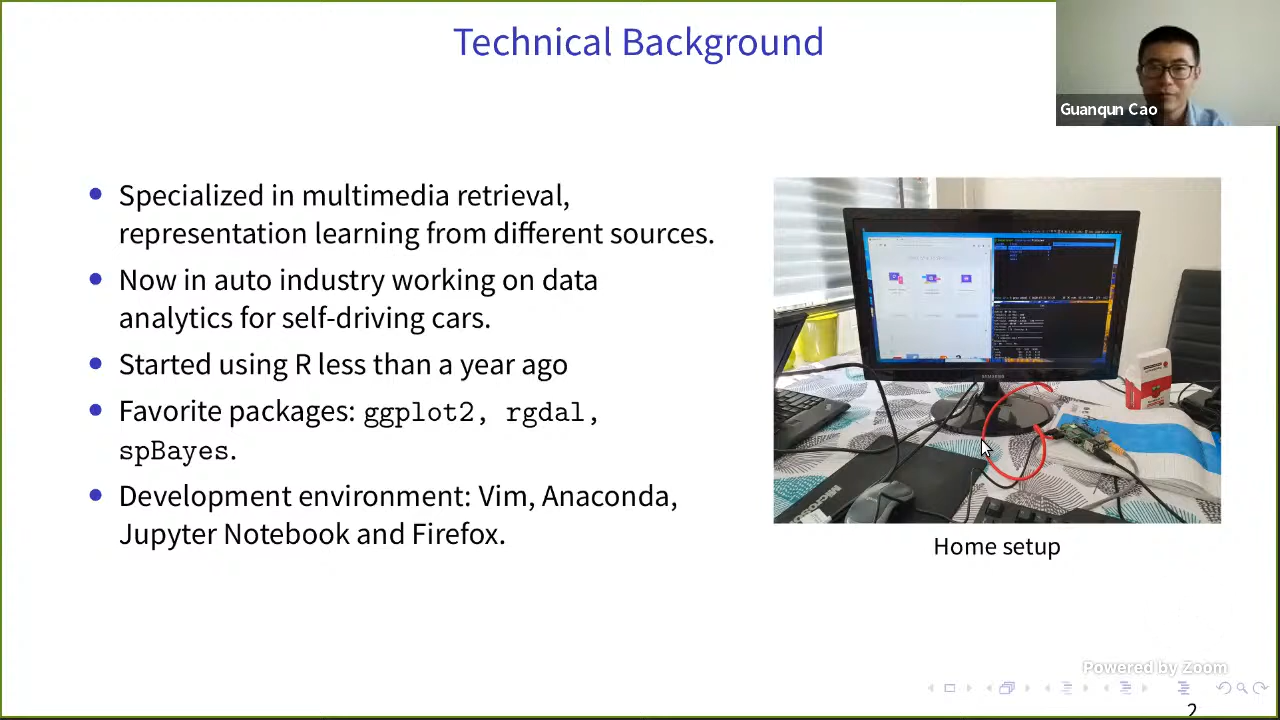 Technical Background
Guanqun Cao
Specialized in multimedia retrieval,
representation learning from different sources.
Now in auto industry working on data
analytics for self-driving cars.
Started using R less than a year ago
Favorite packages: ggplot2, rgdal,
spBayes.
Development environment: Vim, Anaconda,
Jupyter Notebook and Firefox.
SAMSUNG
Microsoft
Home setup
Powered by Zoom
2